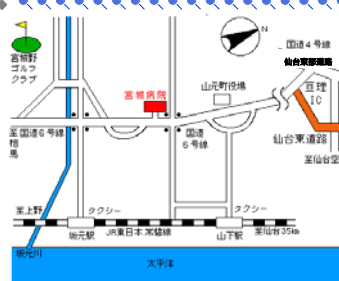 N
国道4号線
仙台東部道路
宮城野
ゴルフ
クラブ
宮城病院
山元町役場
亘理
IC
至国道6号線
相
馬
国道
6号線
仙台東道路
至仙台空
至上野
タクシー
タクシー
坂元駅
JR東日本 常磐線
山下駅
至仙台35km
坂元川
太平洋